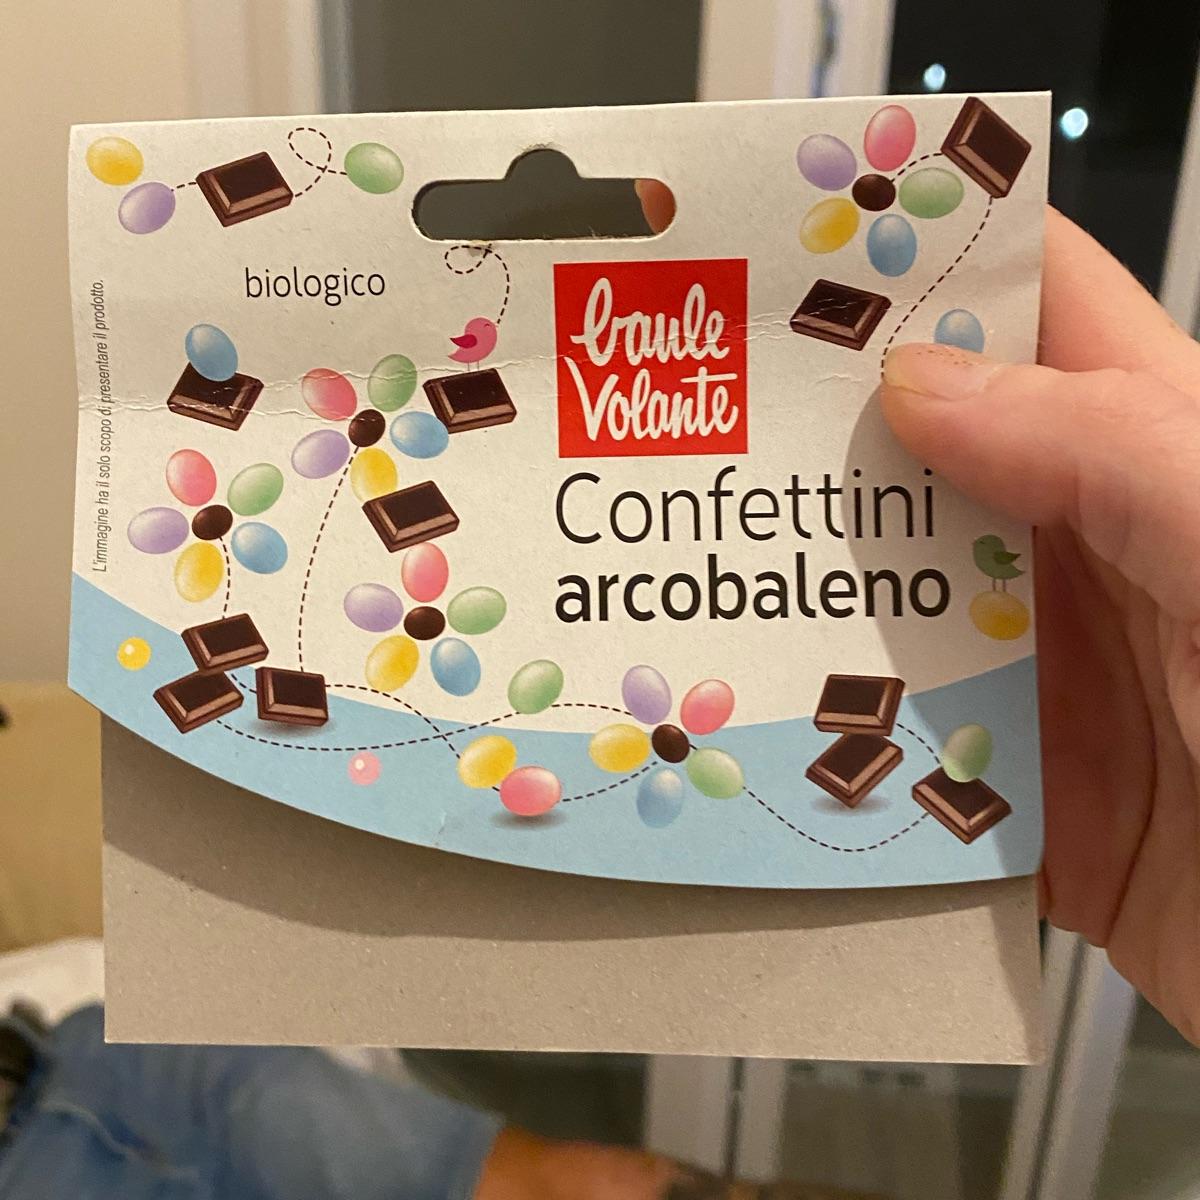 biologico
baule
Volante
Confettini
arcobaleno
L'immagine ha il solo scopo di presentare il prodotto.